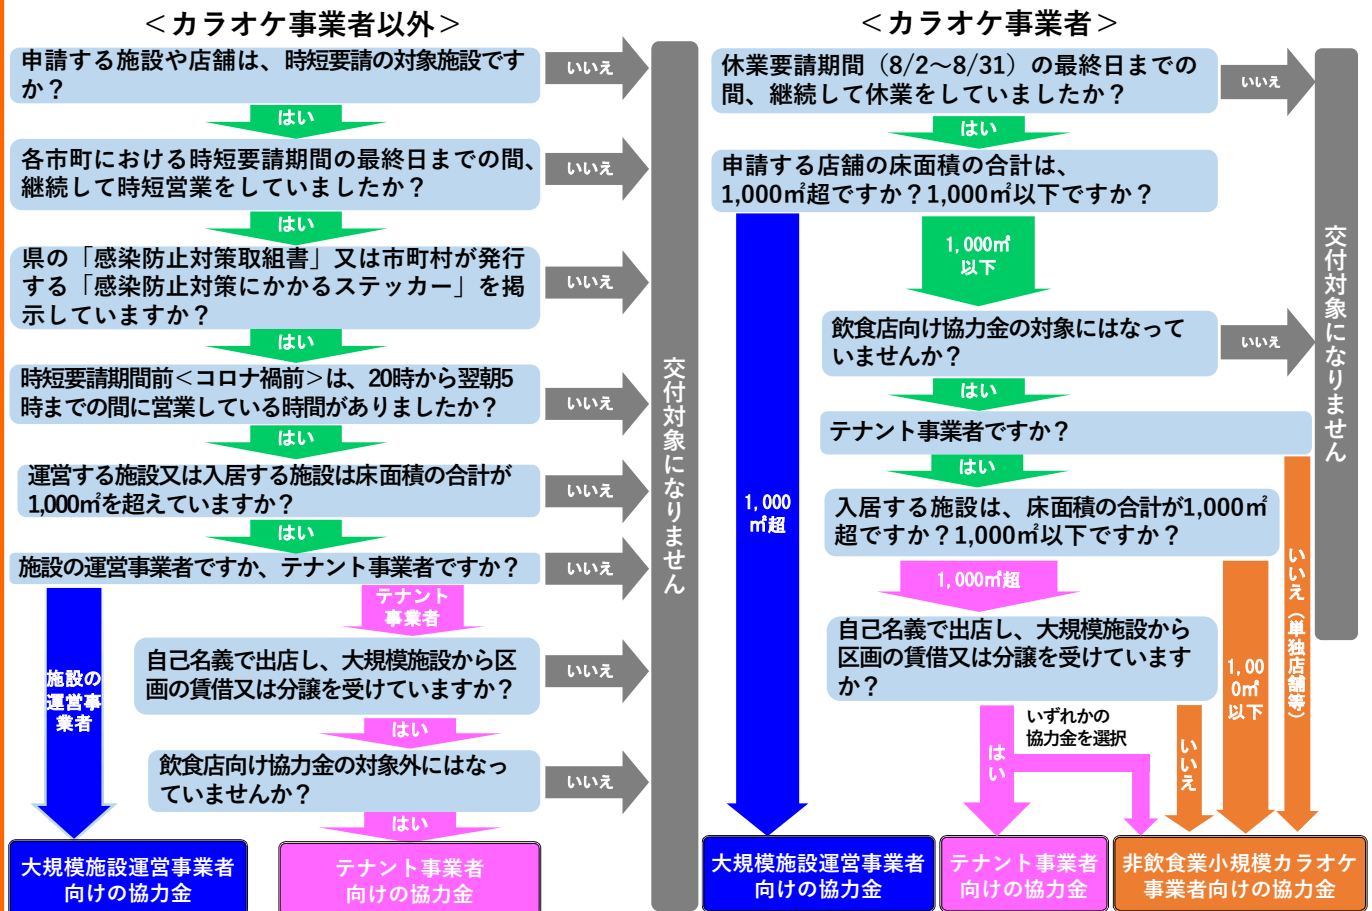 ＜カラオケ事業者以外＞
申請する施設や店舗は、時短要請の対象施設です
か？
いいえ
はい
各市町における時短要請期間の最終日までの間、
継続して時短営業をしていましたか？
いいえ
はい
県の「感染防止対策取組書」又は市町村が発行
する「感染防止対策にかかるステッカー」を掲
示していますか？
いいえ
はい
時短要請期間前＜コロナ禍前＞は、20時から翌朝5
時までの間に営業している時間がありましたか？
いいえ
はい
運営する施設又は入居する施設は床面積の合計が
1,000㎡を超えていますか？
いいえ
はい
施設の運営事業者ですか、テナント事業者ですか？
いいえ
施設の
運営事
業者
テナント
事業者
自己名義で出店し、大規模施設から区
画の賃借又は分譲を受けていますか？
いいえ
はい
飲食店向け協力金の対象外にはなっ
ていませんか？
いいえ
はい
交付対象になりません
大規模施設運営事業者
向けの協力金
テナント事業者
向けの協力金
＜カラオケ事業者＞
休業要請期間（8/2～8/31）の最終日までの
間、継続して休業をしていましたか？
いいえ
はい
申請する店舗の床面積の合計は、
1,000㎡超ですか？1,000㎡以下ですか？
1,000
㎡超
1,000㎡
以下
飲食店向け協力金の対象にはなって
いませんか？
いいえ
はい
テナント事業者ですか？
はい
いいえ（単独店舗等）
入居する施設は、床面積の合計が1,000㎡
超ですか？1,000㎡以下ですか？
1,000㎡超
1,00
0㎡
以下
自己名義で出店し、大規模施設から
区画の賃借又は分譲を受けています
か？
はい
いずれかの
協力金を選択
いいえ
交付対象になりません
大規模施設運営事業者
向けの協力金
テナント事業者
向けの協力金
非飲食業小規模カラオケ
事業者向けの協力金